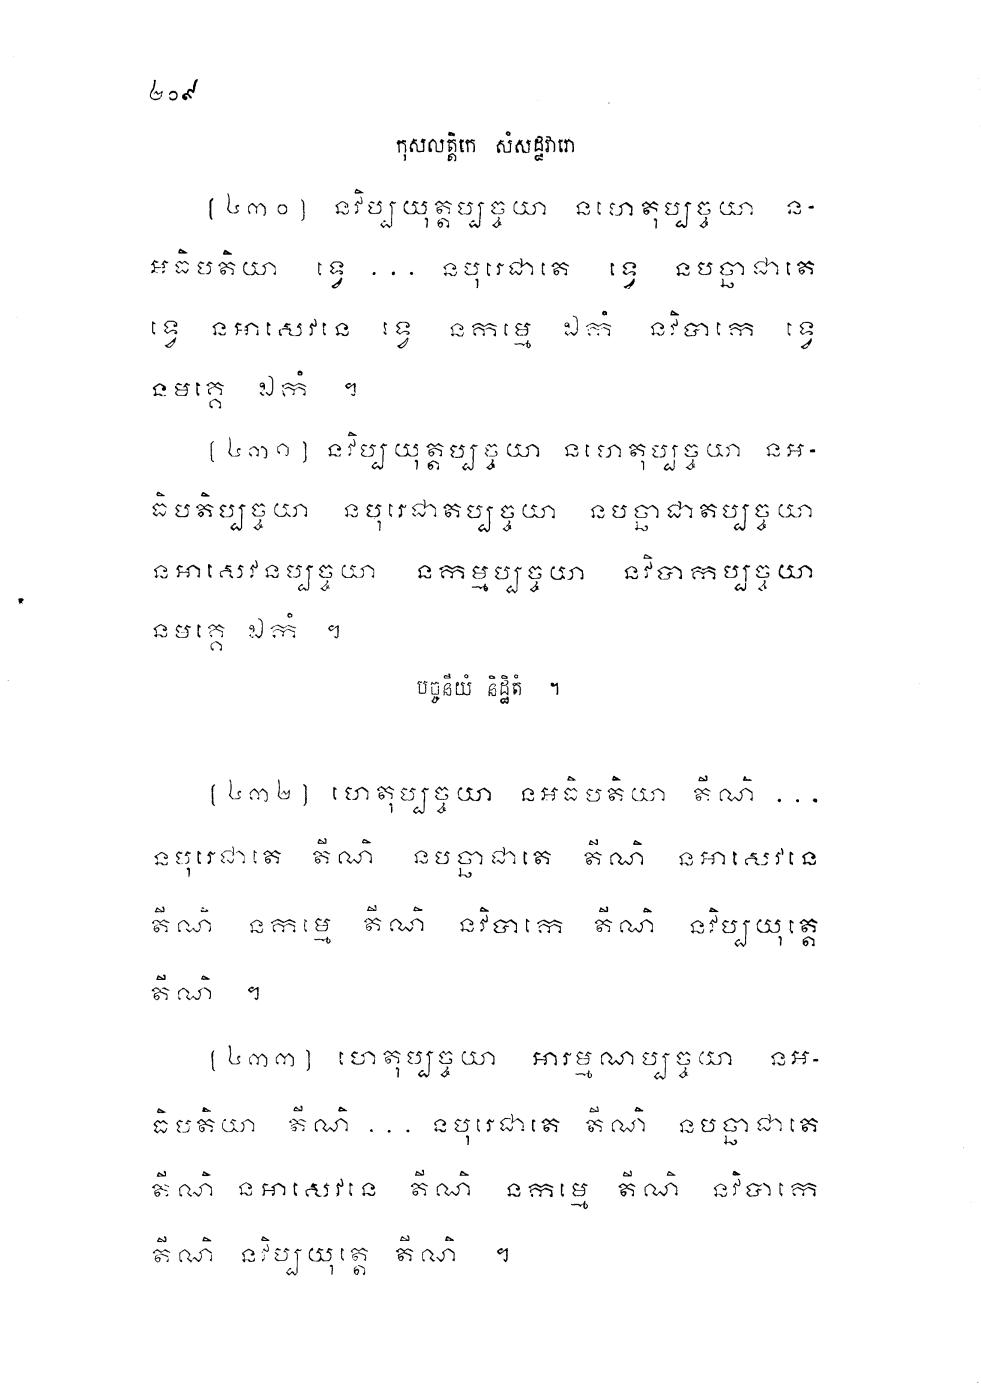 ២០៩
កុសលត្តិកេ សំសដ្ឋវារោ
(៤៣០) នវិប្បយុត្តប្បច្ចយា នហេតុប្បច្ចយា ន-
អធិបតិយា ទ្វេ ... នបុរេជាតេ ទ្វេ នបច្ឆាជាតេ
ទ្វេ នអាសេវនេ ទ្វេ នកម្មេ ឯកំ នវិបាកេ ទ្វេ
នមគ្គេ ឯកំ ។
(៤៣១) នវិប្បយុត្តប្បច្ចយា នហេតុប្បច្ចយា នអ-
ធិបតិប្បច្ចយា នបុរេជាតប្បច្ចយា នបច្ឆាជាតប្បច្ចយា
នអាសេវនប្បច្ចយា នកម្មប្បច្ចយា នវិបាកប្បច្ចយា
នមគ្គេ ឯកំ ។
បច្ចនីយំ និដ្ឋិតំ ។
(៤៣២) ហេតុប្បច្ចយា នអធិបតិយា តីណិ ...
នបុរេជាតេ តីណិ នបច្ឆាជាតេ តីណិ នអាសេវនេ
តីណិ នកម្មេ តីណិ នវិបាកេ តីណិ នវិប្បយុត្តេ
តីណិ ។
(៤៣៣) ហេតុប្បច្ចយា អារម្មណប្បច្ចយា នអ-
ធិបតិយា តីណិ ... នបុរេជាតេ តីណិ នបច្ឆាជាតេ
តីណិ នអាសេវនេ តីណិ នកម្មេ តីណិ នវិបាកេ
តីណិ នវិប្បយុត្តេ តីណិ ។